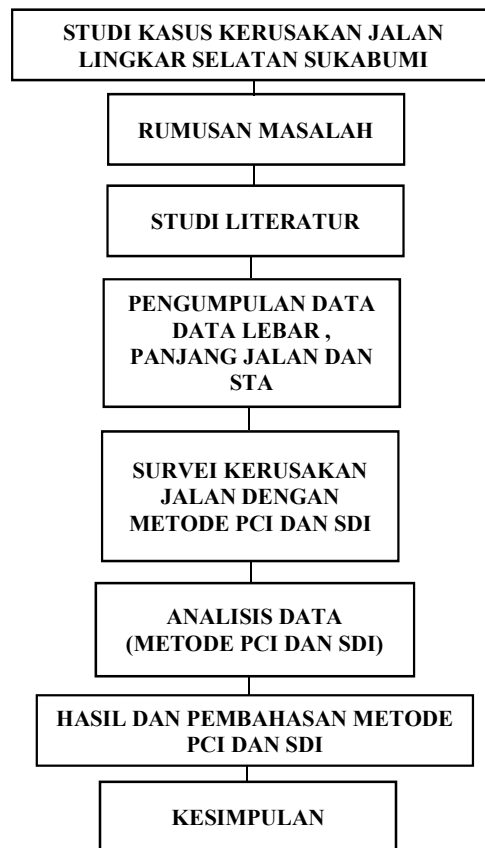 STUDI KASUS KERUSAKAN JALAN
LINGKAR SELATAN SUKABUMI
RUMUSAN MASALAH
STUDI LITERATUR
PENGUMPULAN DATA
DATA LEBAR ,
PANJANG JALAN DAN
STA
SURVEI KERUSAKAN
JALAN DENGAN
METODE PCI DAN SDI
ANALISIS DATA
(METODE PCI DAN SDI)
HASIL DAN PEMBAHASAN METODE
PCI DAN SDI
KESIMPULAN